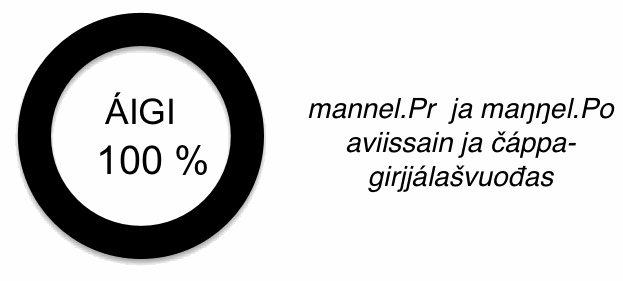 ÁIGI
100 %
mannel.Pr ja maŋŋel.Po
aviissain ja čáppa-
girjjálašvuođas